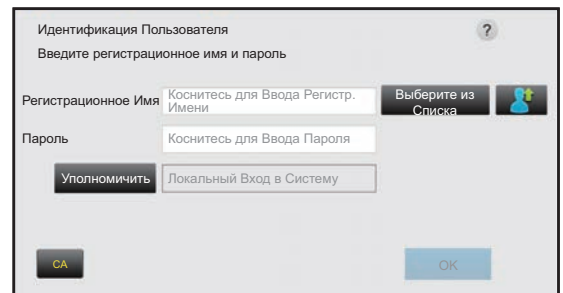 Идентификация Пользователя
?
Введите регистрационное имя и пароль
Регистрационное Имя
Коснитесь для Ввода Регистр.
Имени
Выберите из
Списка
Пароль
Коснитесь для Ввода Пароля
Уполномичить
Локальный Вход в Систему
CA
OK